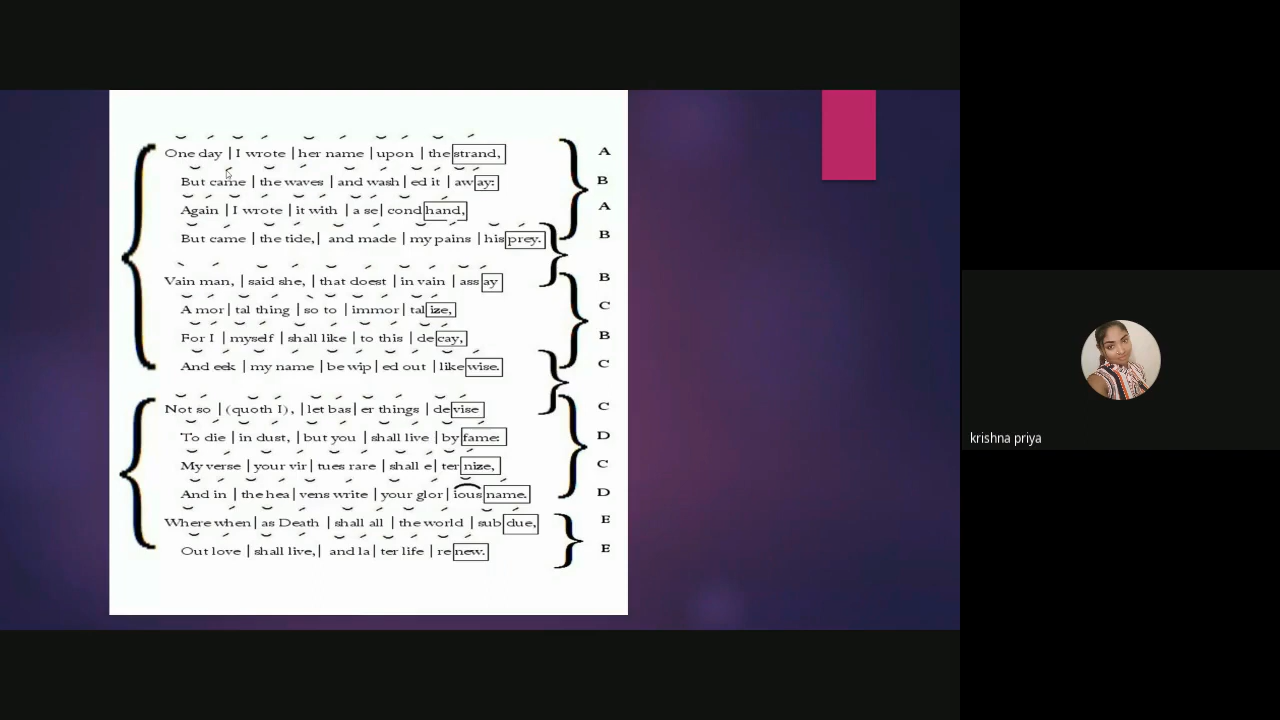 One day | I wrote | her name | upon | the strand, A
But came | the waves | and wash | ed it | away: B
Again | I wrote | it with | a se| cond hand, A
But came | the tide, | and made | my pains | his prey. B
Vain man, | said she, | that doest | in vain | assay B
A mor | tal thing | so to | immor | talize, C
For I | myself | shall like | to this | decay, B
And eek | my name | be wip | ed out | likewise. C
Not so | (quoth I), | let bas| er things | devise C
To die | in dust, | but you | shall live | by fame: D
My verse | your vir | tues rare | shall e | ternize, C
And in | the hea | vens write | your glor | ious name. D
Where when | as Death | shall all | the world | subdue, E
Out love | shall live, | and la | ter life | renew. E
krishna priya